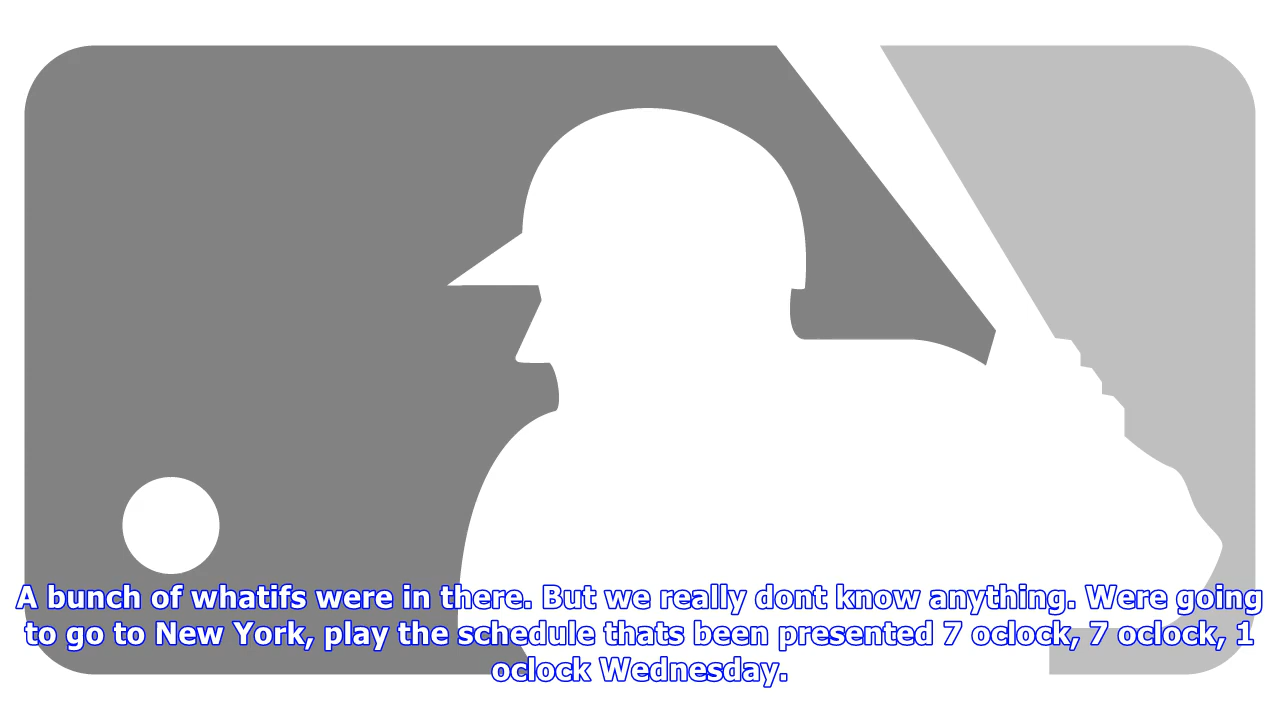 A bunch of whatifs were in there. But we really dont know anything. Were going
to go to New York, play the schedule thats been presented 7 oclock, 7 oclock, 1
oclock Wednesday.